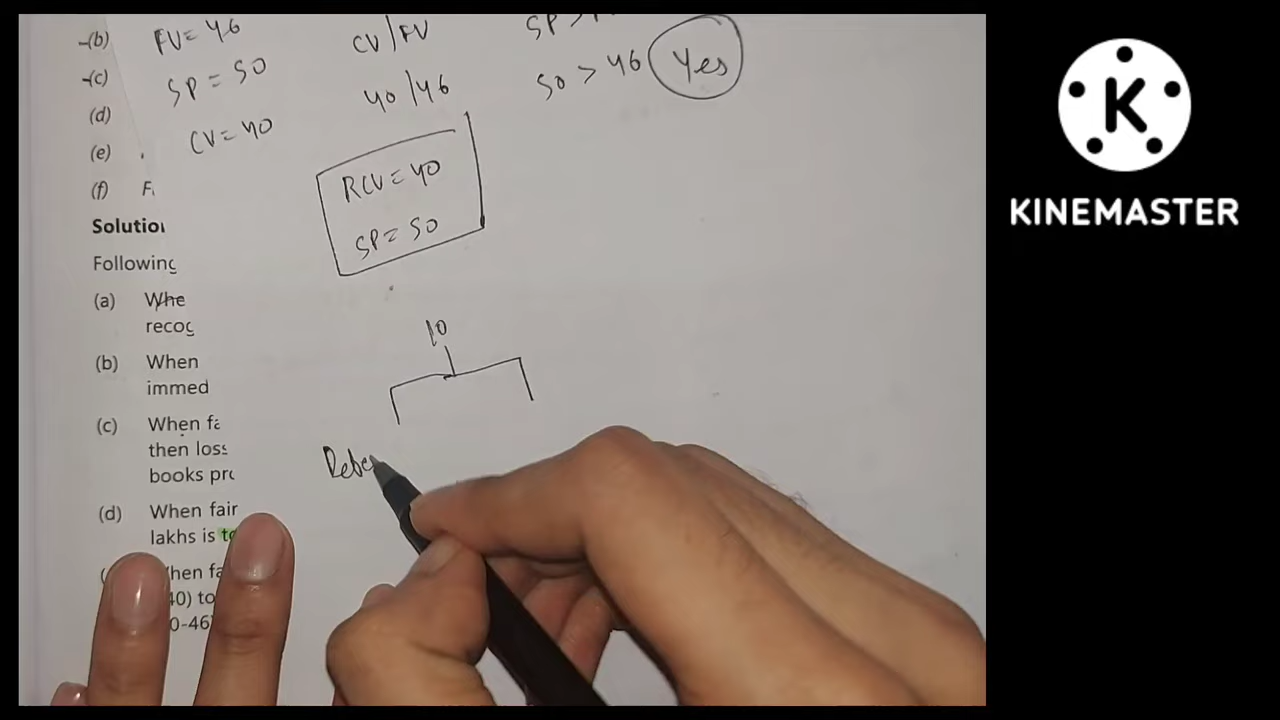 -(b) FV= 46 CV/FV SP >
-(c) SP = 50 40/46 50 > 46 Yes
(d) CV= 40
(e)
(f) F
RCV= 40
SP= 50
Solution
Following
(a) Whe
recog
(b) When
immed
(c) When fa
then loss
books pro
(d) When fair
lakhs is to
hen fa
40) to
0-46)
10
Rebe
KINEMASTER